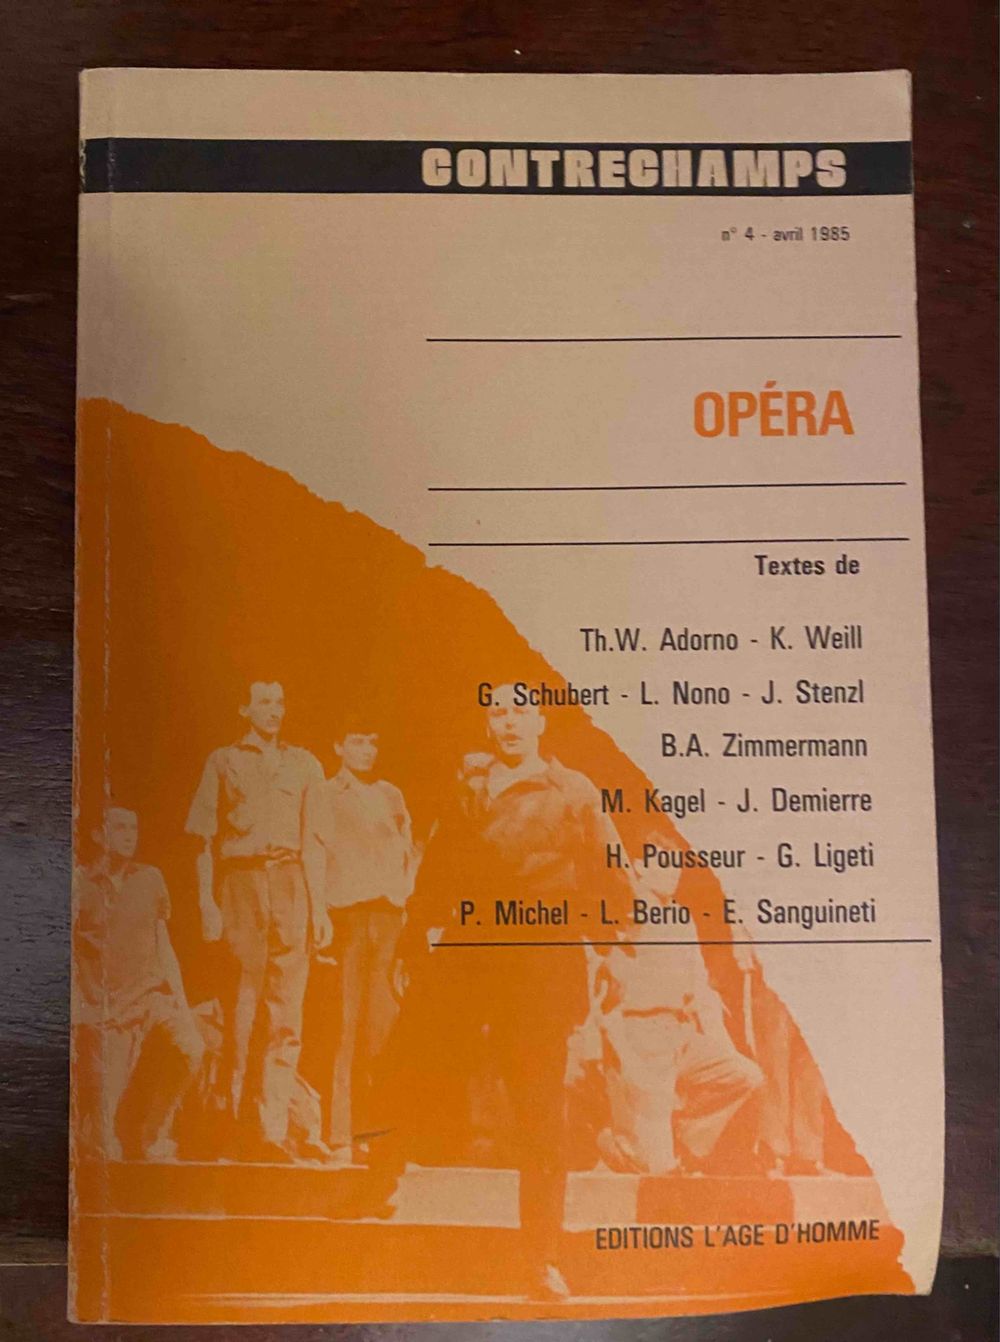 CONTRECHAMPS
n° 4 - avril 1985
OPÉRA
Textes de
Th.W. Adorno - K. Weill
G. Schubert - L. Nono - J. Stenzl
B.A. Zimmermann
M. Kagel - J. Demierre
H. Pousseur - G. Ligeti
P. Michel - L. Berio - E. Sanguineti
EDITIONS L'AGE D'HOMME